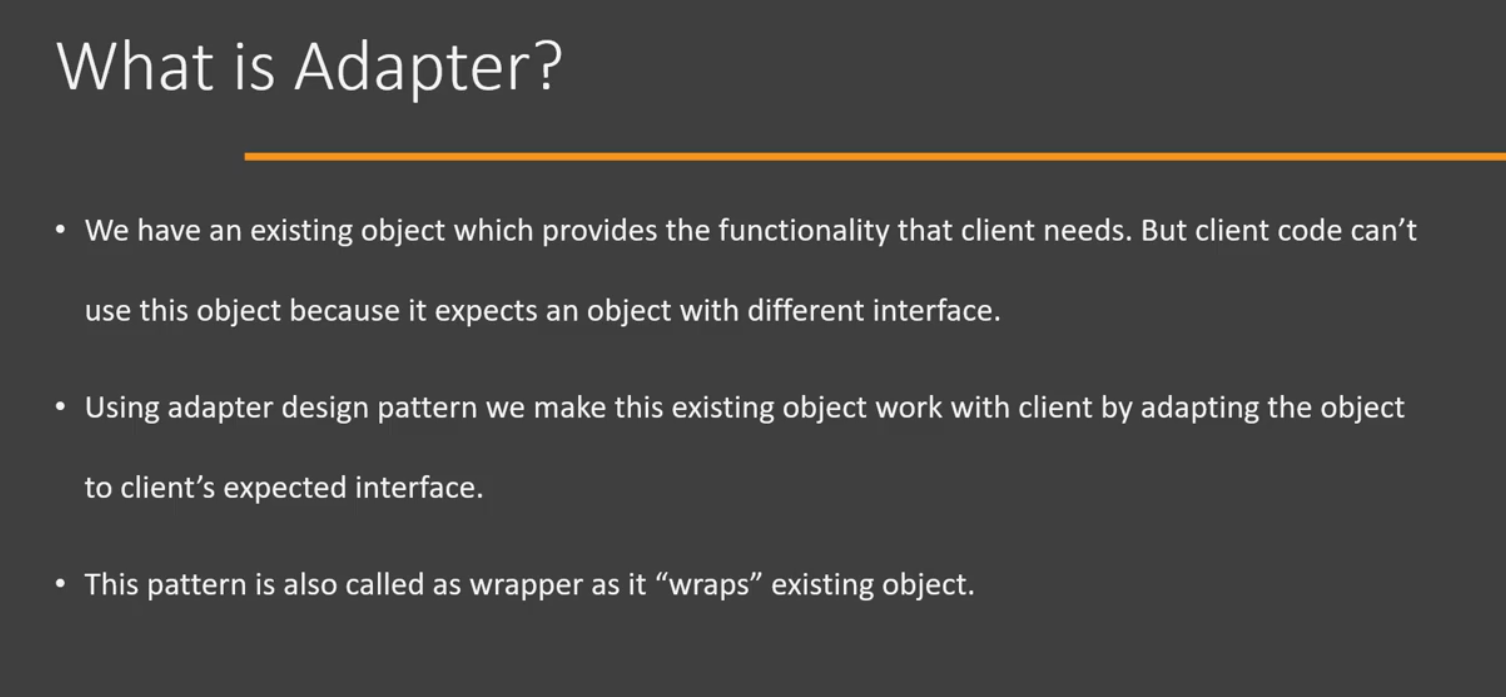 What is Adapter?
• We have an existing object which provides the functionality that client needs. But client code can’t
use this object because it expects an object with different interface.
• Using adapter design pattern we make this existing object work with client by adapting the object
to client’s expected interface.
• This pattern is also called as wrapper as it “wraps” existing object.